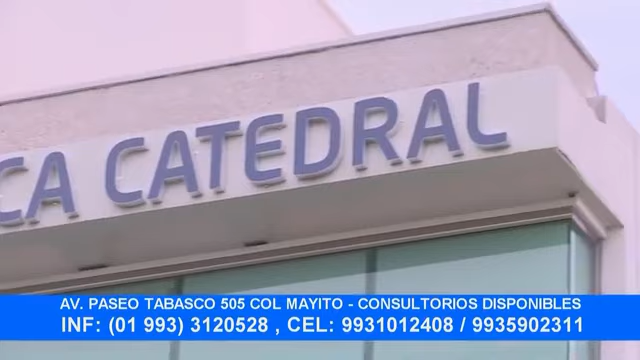 CA CATEDRAL
AV. PASEO TABASCO 505 COL MAYITO - CONSULTORIOS DISPONIBLES
INF: (01 993) 3120528 , CEL: 9931012408 / 9935902311